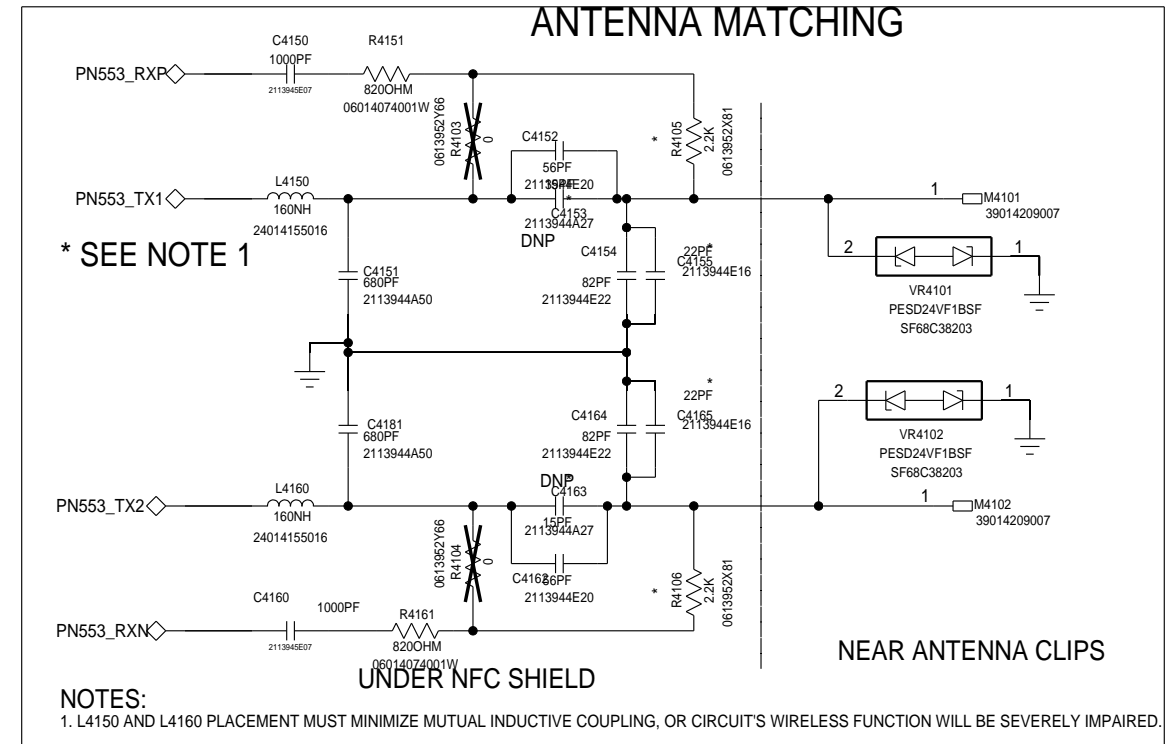 ANTENNA MATCHING
C4150
1000PF
2113945E07
R4151
820OHM
06014074001W
PN553_RXP
0613952Y66
R4103
0
C4152
56PF
2113944E20
*
R4105
2.2K
0613952X81
L4150
160NH
24014155016
PN553_TX1
*
C4153
2113944A27
DNP
1
M4101
39014209007
* SEE NOTE 1
C4151
680PF
2113944A50
C4154
82PF
2113944E22
22PF
*
C4155
2113944E16
2
1
VR4101
PESD24VF1BSF
SF68C38203
C4181
680PF
2113944A50
C4164
82PF
2113944E22
*
22PF
C4165
2113944E16
2
1
VR4102
PESD24VF1BSF
SF68C38203
L4160
160NH
24014155016
PN553_TX2
DNP
C4163
15PF
2113944A27
1
M4102
39014209007
0613952Y66
R4104
0
C4162
56PF
2113944E20
*
R4106
2.2K
0613952X81
C4160
1000PF
2113945E07
R4161
820OHM
06014074001W
PN553_RXN
UNDER NFC SHIELD
NEAR ANTENNA CLIPS
NOTES:
1. L4150 AND L4160 PLACEMENT MUST MINIMIZE MUTUAL INDUCTIVE COUPLING, OR CIRCUIT'S WIRELESS FUNCTION WILL BE SEVERELY IMPAIRED.